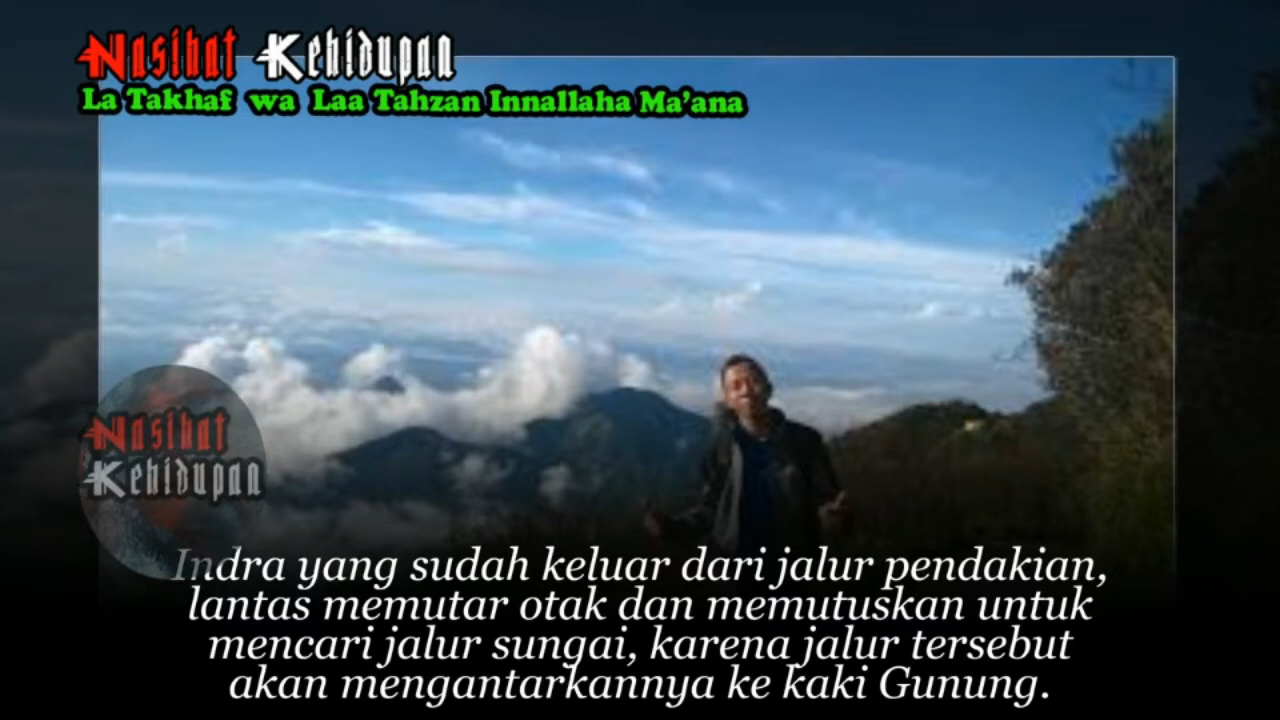 Nasihat Kehidupan
La Takhaf wa Laa Tahzan Innallaha Ma'ana
Nasihat
Kehidupan
Indra yang sudah keluar dari jalur pendakian,
lantas memutar otak dan memutuskan untuk
mencari jalur sungai, karena jalur tersebut
akan mengantarkannya ke kaki Gunung.